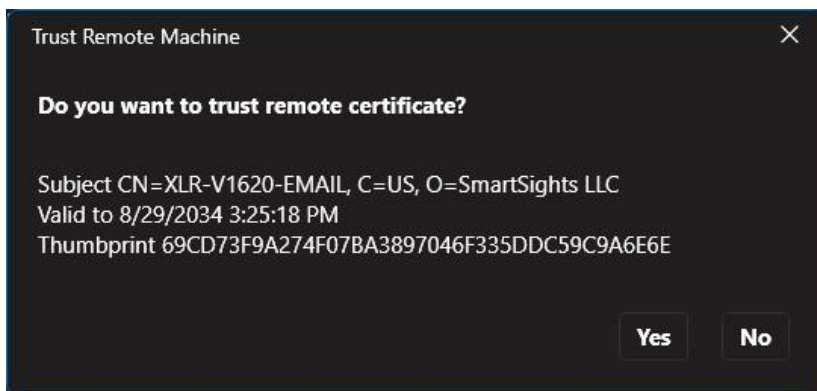 Trust Remote Machine
Do you want to trust remote certificate?
Subject CN=XLR-V1620-EMAIL, C=US, O=SmartSights LLC
Valid to 8/29/2034 3:25:18 PM
Thumbprint 69CD73F9A274F07BA3897046F335DDC59C9A6E6E
Yes No